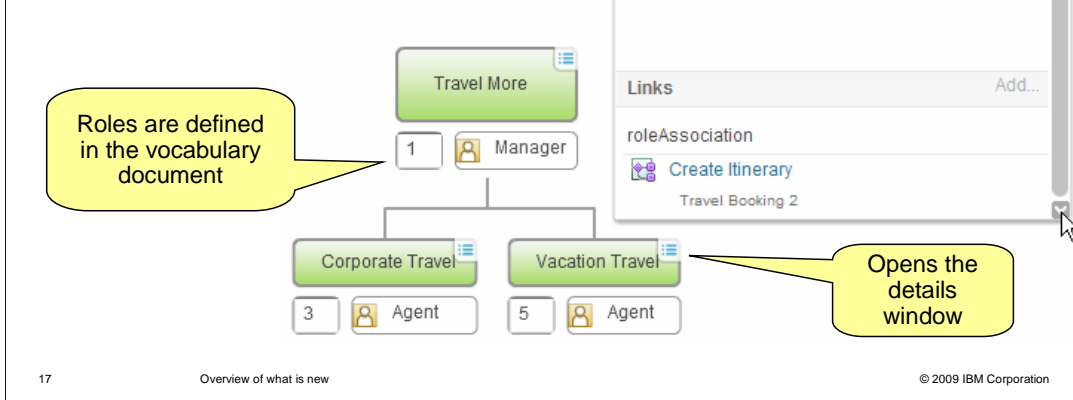 Travel More
Links Add...
Roles are defined
in the vocabulary
document
1 Manager
roleAssociation
Create Itinerary
Travel Booking 2
Corporate Travel
Vacation Travel
Opens the
details
window
3 Agent
5 Agent
17 Overview of what is new © 2009 IBM Corporation